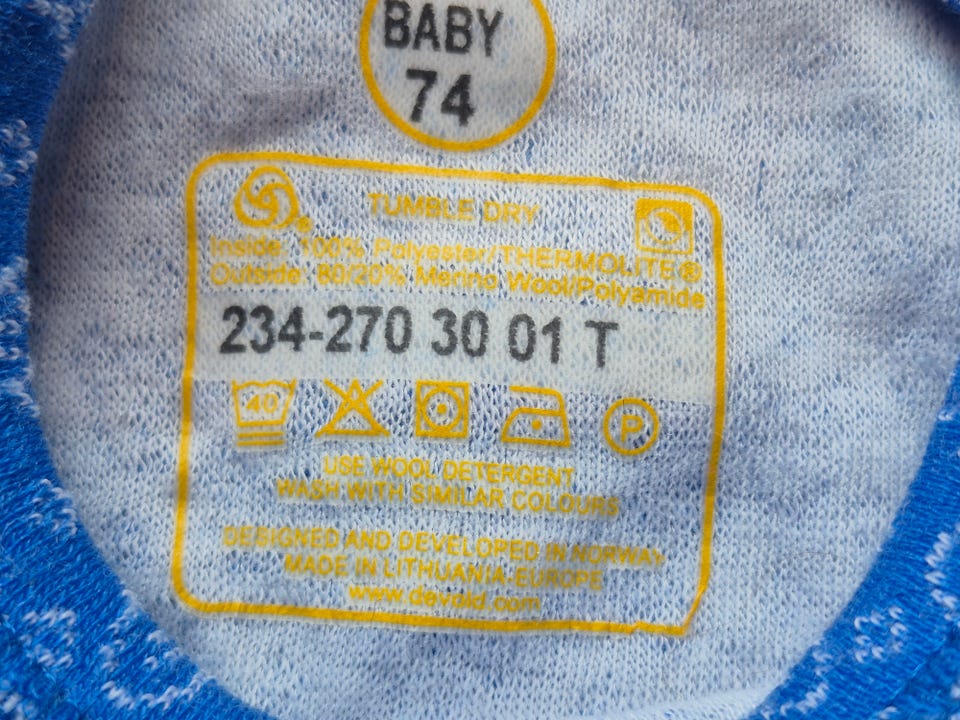 BABY
74
TUMBLE DRY
Inside: 100% Polyester/THERMOLITE®
Outside: 80/20% Merino Wool/Polyamide
234-270 30 01 T
40
P
USE WOOL DETERGENT
WASH WITH SIMILAR COLOURS
DESIGNED AND DEVELOPED IN NORWAY
MADE IN LITHUANIA-EUROPE
www.devold.com